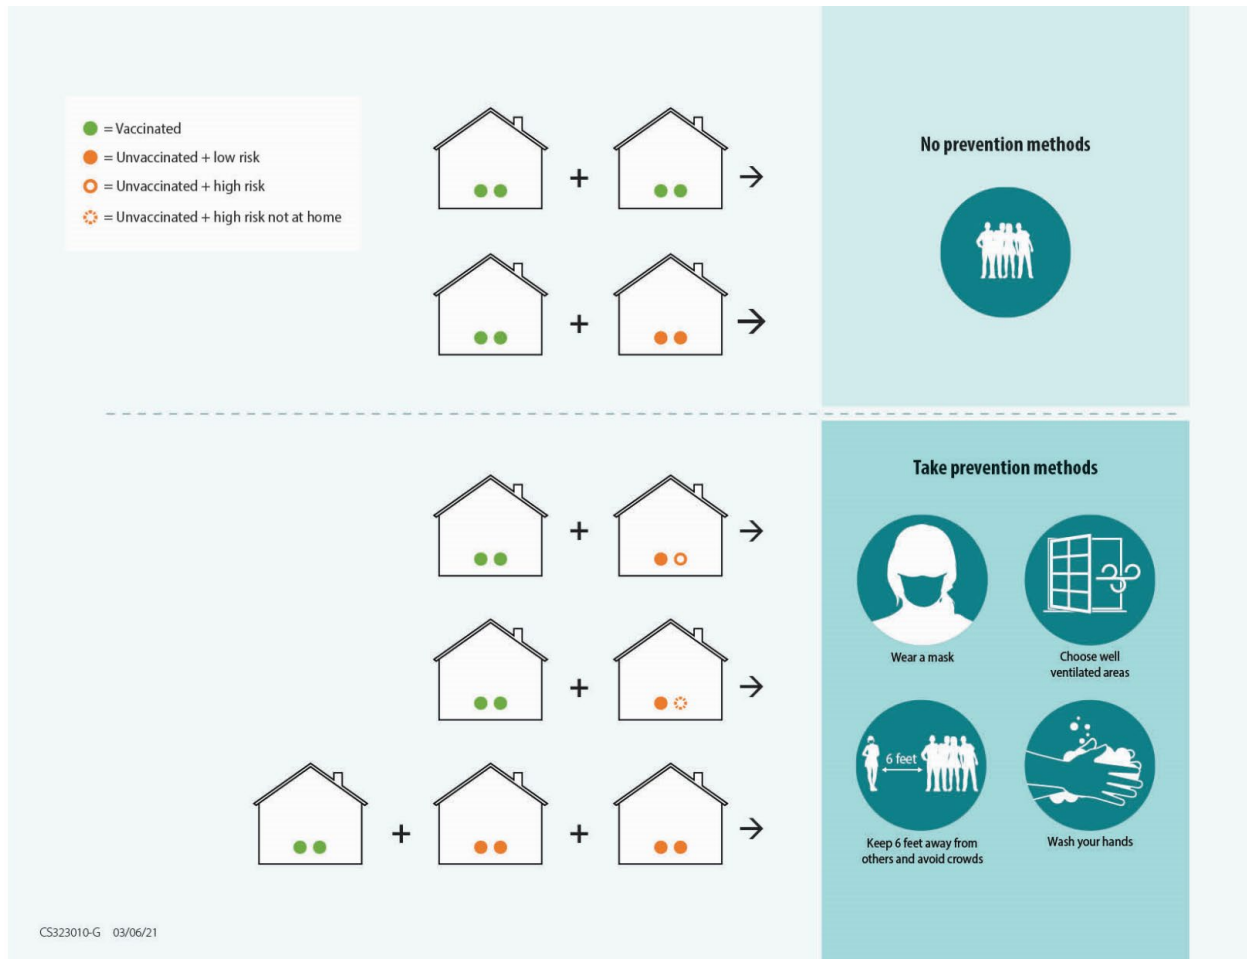 = Vaccinated
= Unvaccinated + low risk
= Unvaccinated + high risk
= Unvaccinated + high risk not at home
+
+
No prevention methods
+
+
+
+
Take prevention methods
Wear a mask
Choose well
ventilated areas
6 feet
Keep 6 feet away from
others and avoid crowds
Wash your hands
CS323010-G 03/06/21